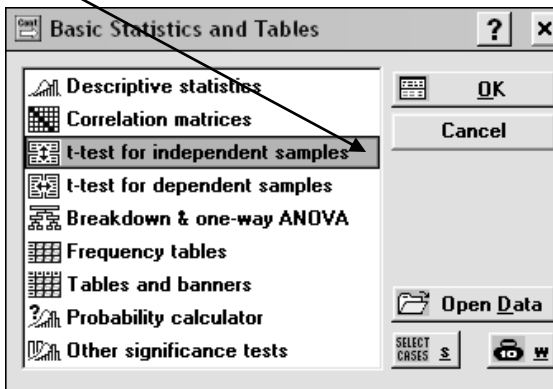 Cont
Basic Statistics and Tables
?
x
Descriptive statistics
Correlation matrices
t-test for independent samples
t-test for dependent samples
Breakdown & one-way ANOVA
Frequency tables
Tables and banners
Probability calculator
Other significance tests
OK
Cancel
Open Data
SELECT CASES S
W